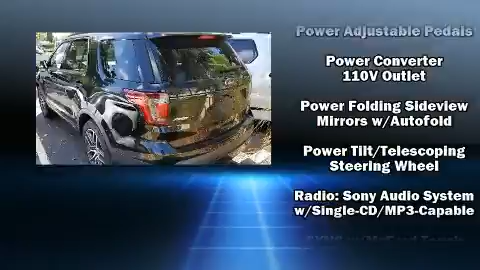 Power Adjustable Pedals
Power Converter
110V Outlet
Power Folding Sideview
Mirrors w/Autofold
Power Tilt/Telescoping
Steering Wheel
Radio: Sony Audio System
w/Single-CD/MP3-Capable